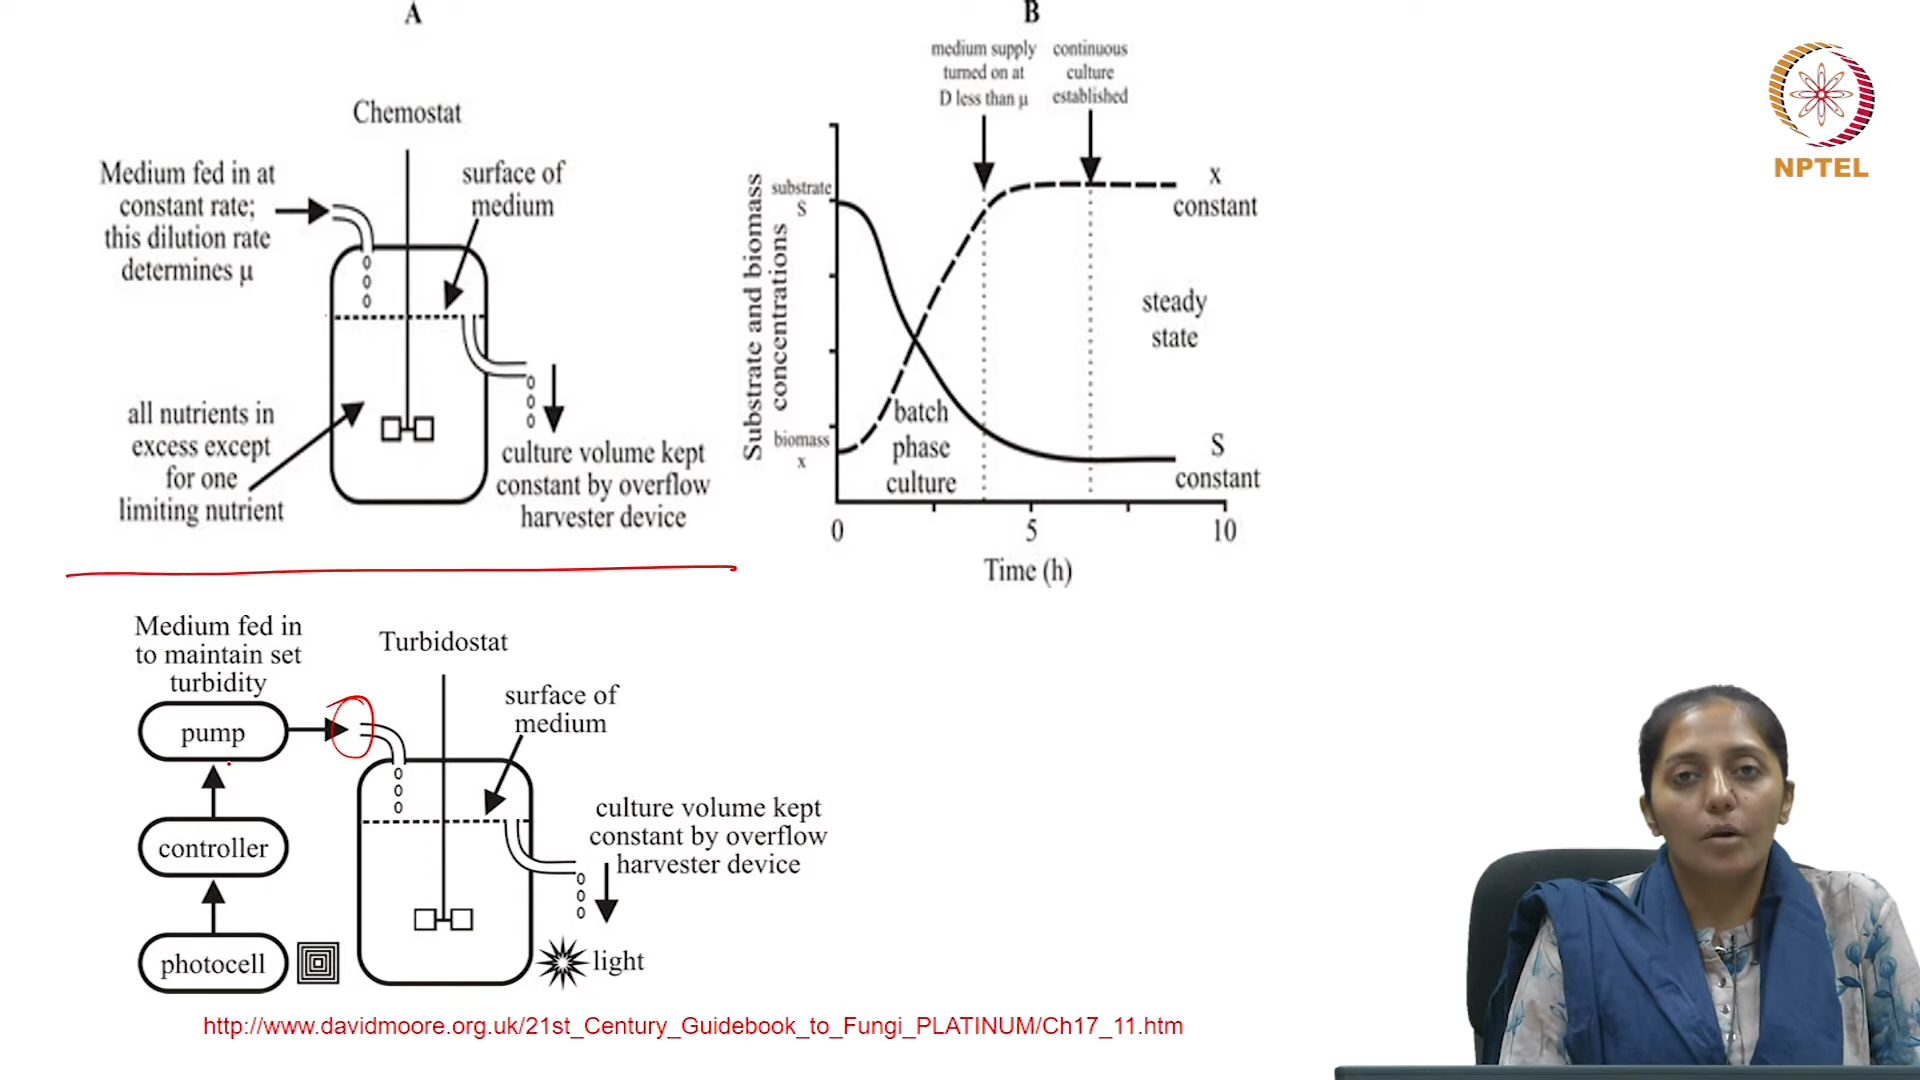 A
Chemostat
Medium fed in at
constant rate;
this dilution rate
determines μ
surface of
medium
all nutrients in
excess except
for one
limiting nutrient
culture volume kept
constant by overflow
harvester device
B
medium supply
turned on at
D less than μ
continuous
culture
established
Substrate and biomass
concentrations
substrate
S
biomass
x
batch
phase
culture
x
constant
steady
state
S
constant
0
5
10
Time (h)
NPTEL
Medium fed in
to maintain set
turbidity
Turbidostat
pump
controller
photocell
surface of
medium
culture volume kept
constant by overflow
harvester device
light
http://www.davidmoore.org.uk/21st_Century_Guidebook_to_Fungi_PLATINUM/Ch17_11.htm